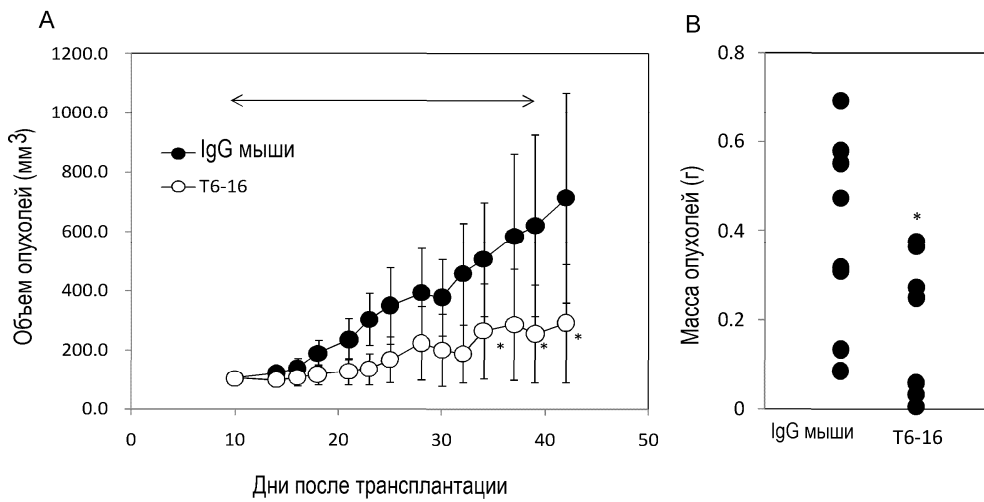 A
1200.0
1000.0
800.0
600.0
400.0
200.0
0.0
Объем опухолей (мм3)
IgG мыши
T6-16
* * *
0 10 20 30 40 50
Дни после трансплантации
B
0.8
0.6
0.4
0.2
0
Масса опухолей (г)
*
IgG мыши T6-16